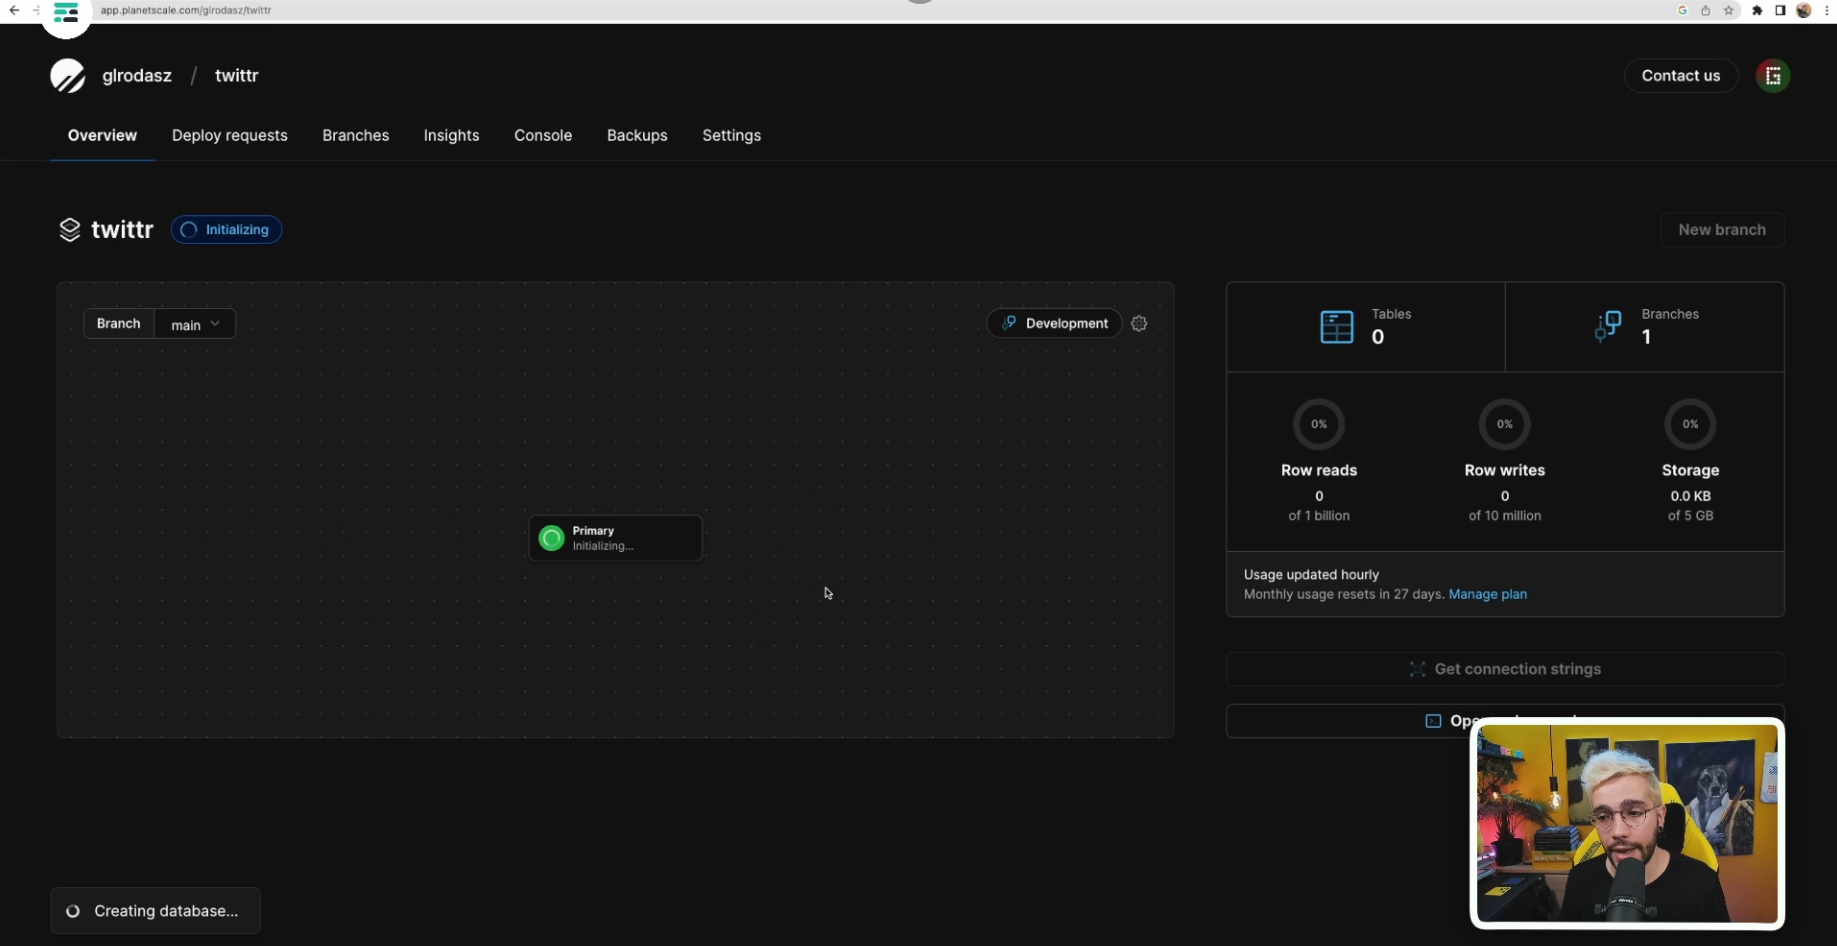 app.planetscale.com/glrodasz/twittr
glrodasz / twittr
Contact us
Overview
Deploy requests
Branches
Insights
Console
Backups
Settings
twittr
Initializing
New branch
Branch
main
Development
Primary
Initializing...
Tables
0
Branches
1
0%
Row reads
0
of 1 billion
0%
Row writes
0
of 10 million
0%
Storage
0.0 KB
of 5 GB
Usage updated hourly
Monthly usage resets in 27 days. Manage plan
Get connection strings
Creating database...